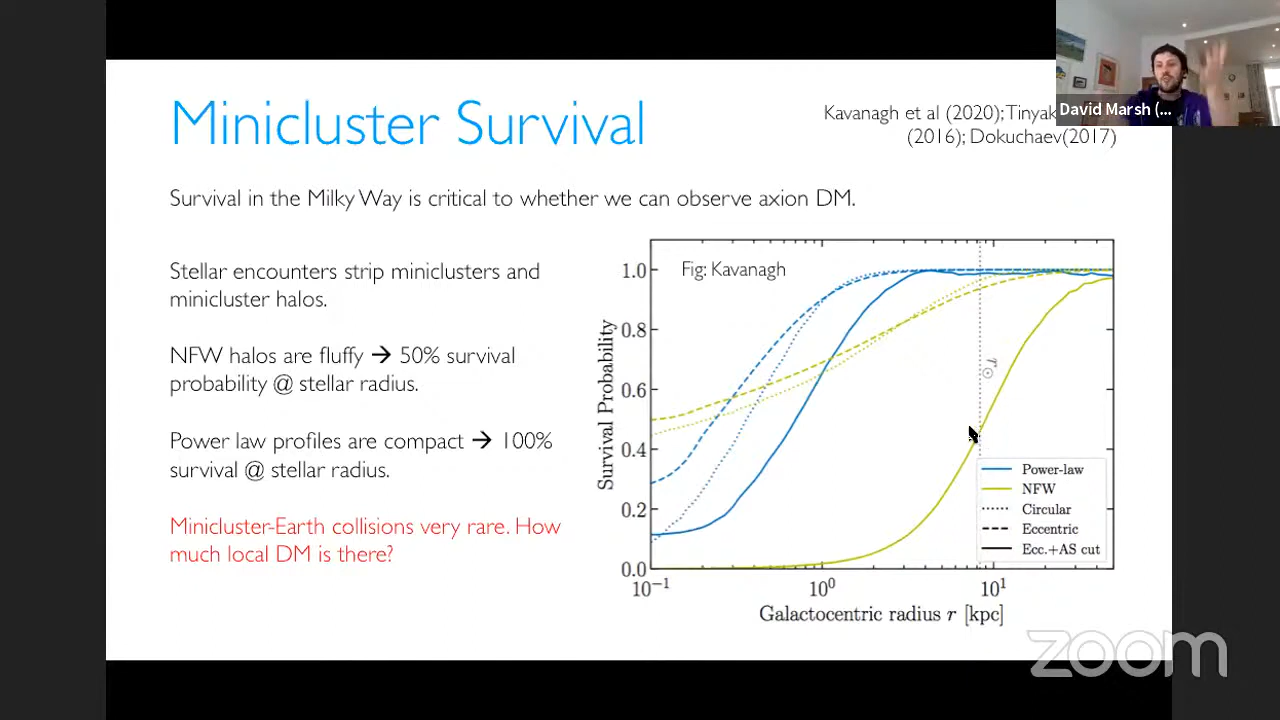 Minicluster Survival
Kavanagh et al (2020); Tinyak
(2016); Dokuchaev(2017)
David Marsh (...
Survival in the Milky Way is critical to whether we can observe axion DM.
Stellar encounters strip miniclusters and
minicluster halos.
NFW halos are fluffy → 50% survival
probability @ stellar radius.
Power law profiles are compact → 100%
survival @ stellar radius.
Minicluster-Earth collisions very rare. How
much local DM is there?
Fig: Kavanagh
Survival Probability
1.0
0.8
0.6
0.4
0.2
0.0
r⊙
Power-law
NFW
Circular
Eccentric
Ecc.+AS cut
10⁻¹ 10⁰ 10¹
Galactocentric radius r [kpc]
zoom